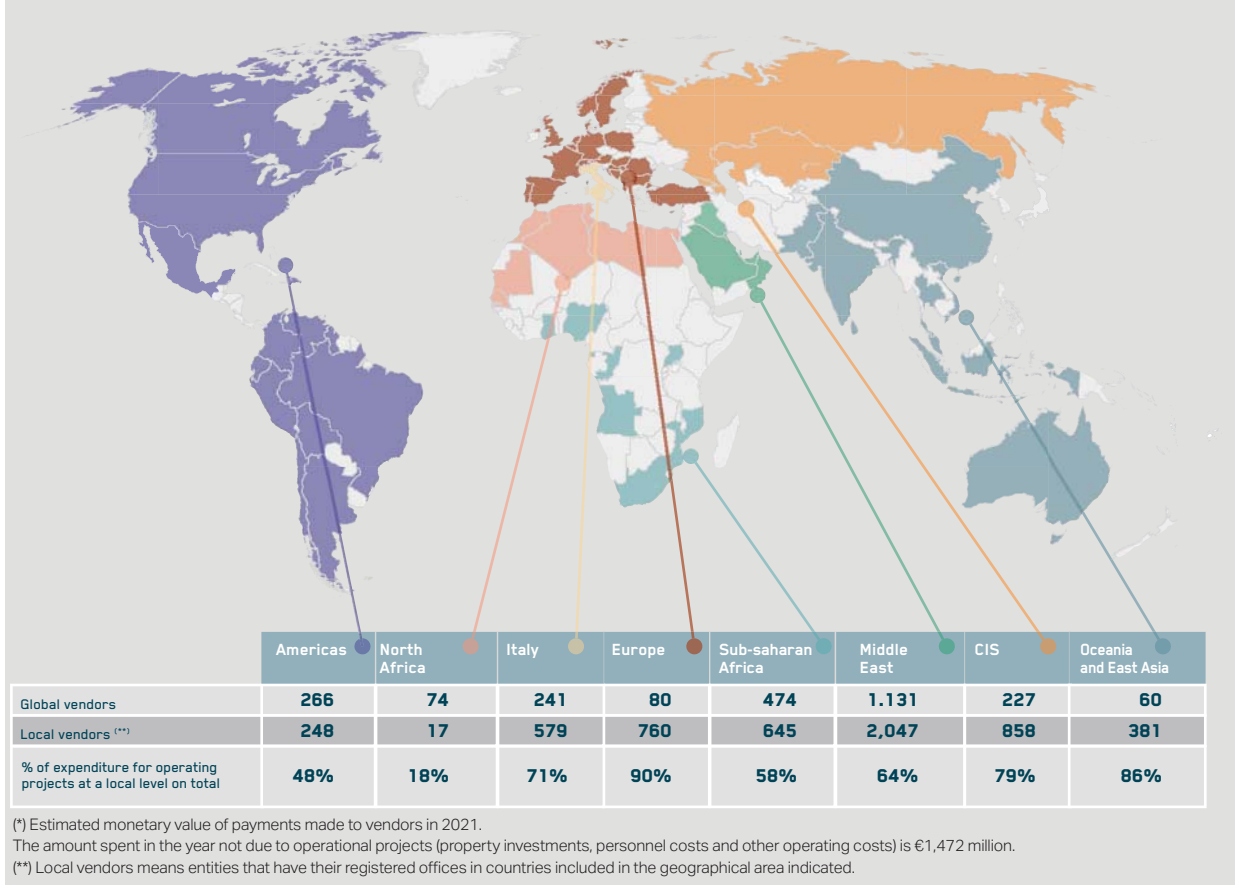 Americas
North
Africa
Italy
Europe
Sub-saharan
Africa
Middle
East
CIS
Oceania
and East Asia
Global vendors 266 74 241 80 474 1.131 227 60
Local vendors (**) 248 17 579 760 645 2,047 858 381
% of expenditure for operating
projects at a local level on total
48% 18% 71% 90% 58% 64% 79% 86%
(*) Estimated monetary value of payments made to vendors in 2021.
The amount spent in the year not due to operational projects (property investments, personnel costs and other operating costs) is €1,472 million.
(**) Local vendors means entities that have their registered offices in countries included in the geographical area indicated.